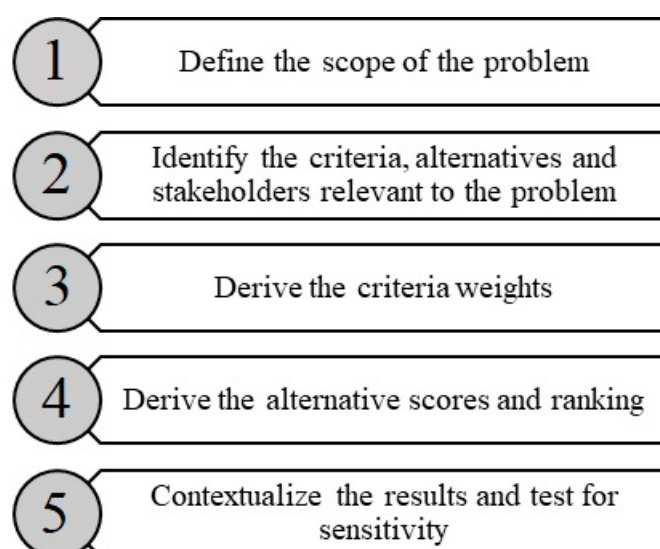 1
Define the scope of the problem
2
Identify the criteria, alternatives and
stakeholders relevant to the problem
3
Derive the criteria weights
4
Derive the alternative scores and ranking
5
Contextualize the results and test for
sensitivity